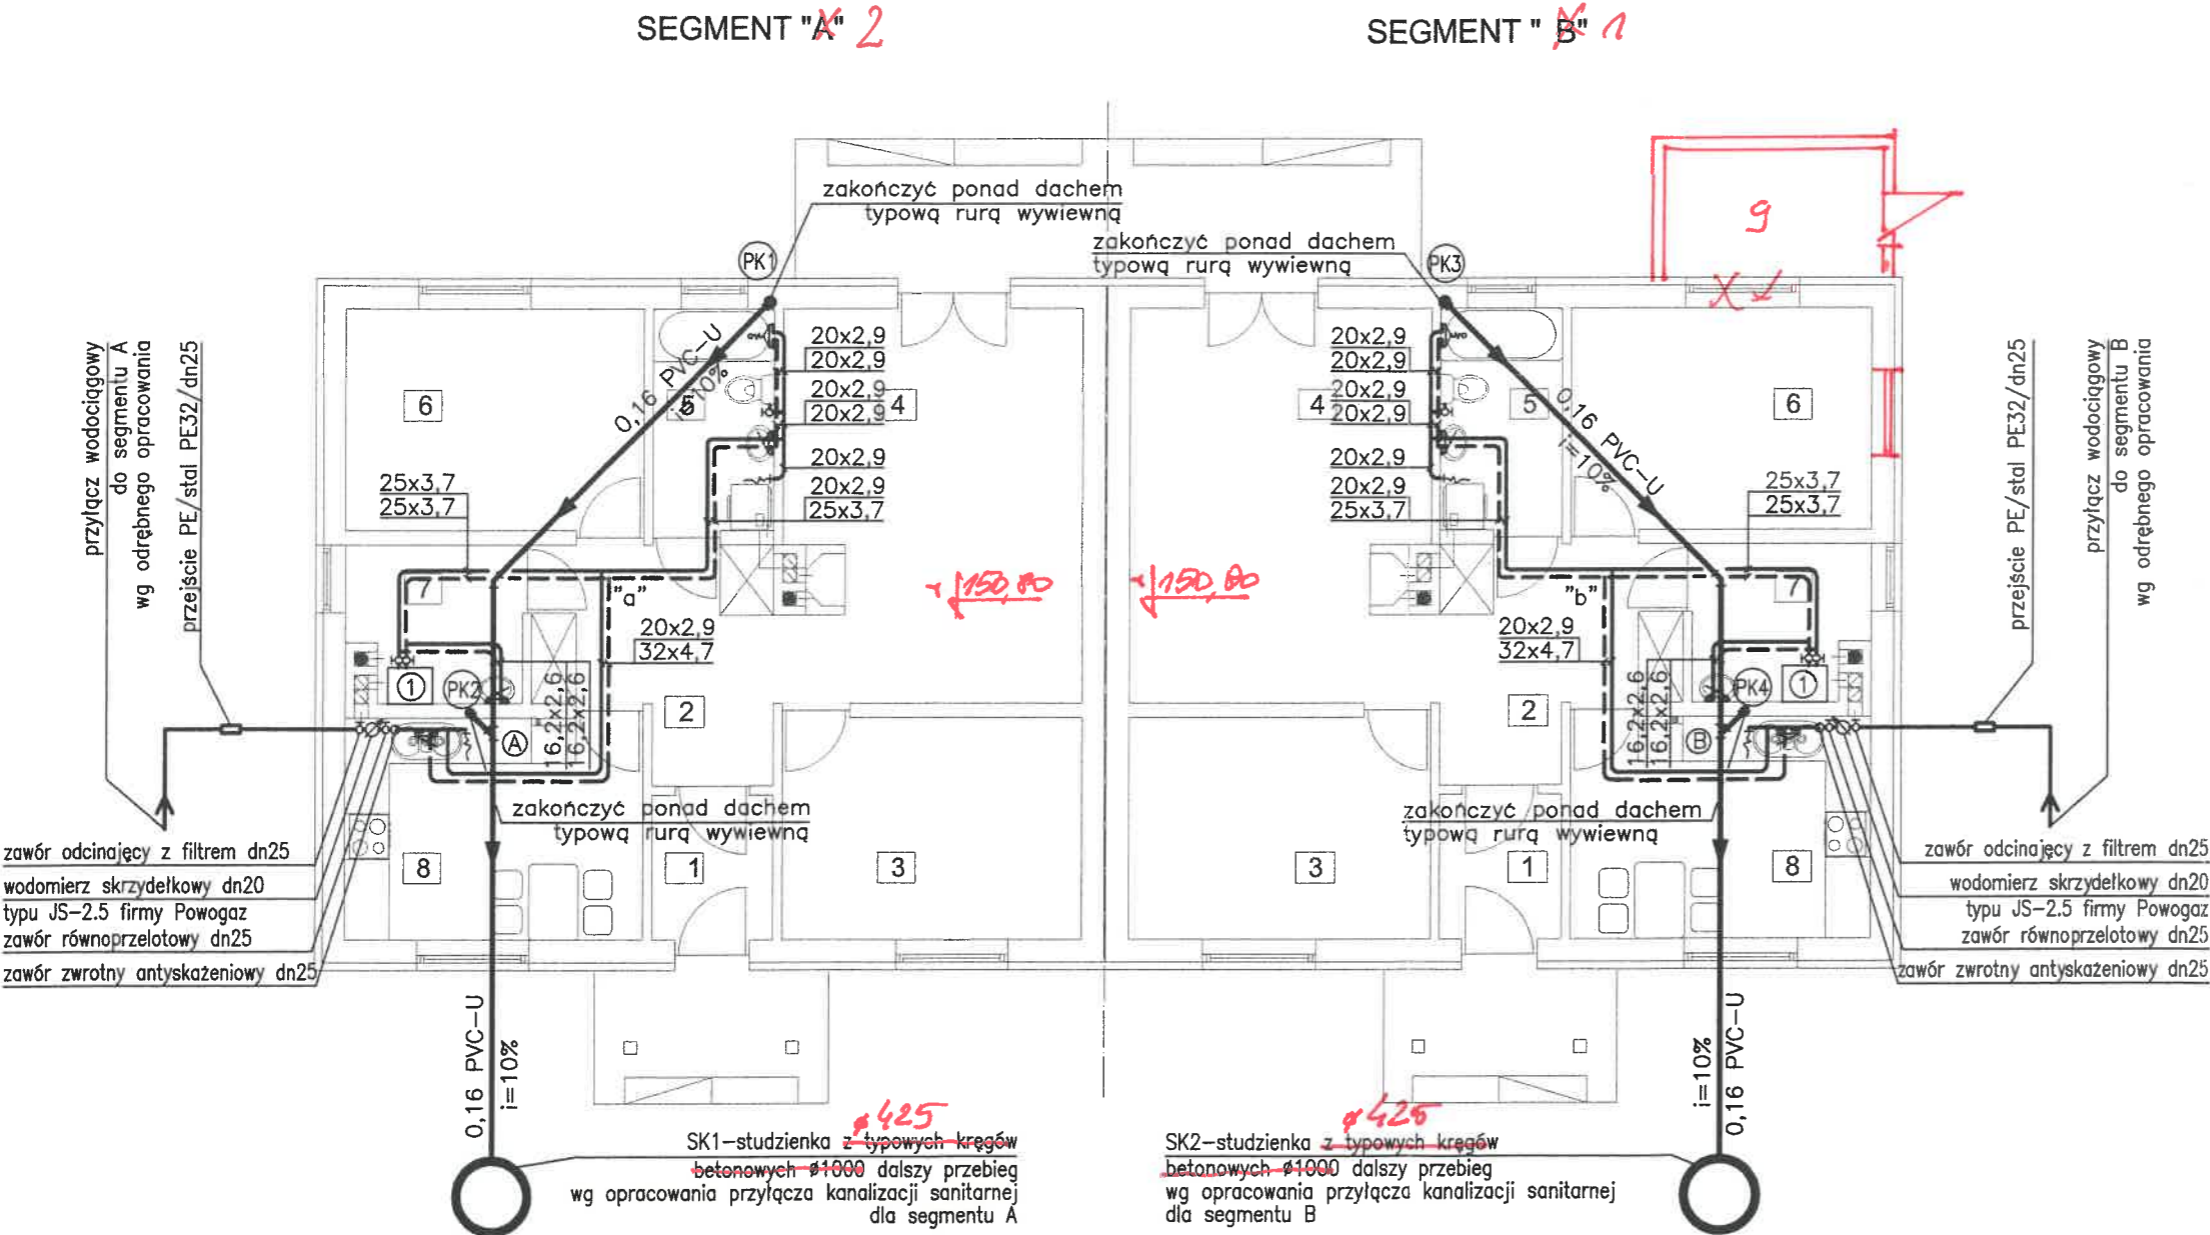 SEGMENT "A" 2
SEGMENT " B" 1
zakończyć ponad dachem
typową rurą wywiewną
zakończyć ponad dachem
typową rurą wywiewną
PK1
PK3
9
przyłącz wodociągowy
do segmentu A
wg odrębnego opracowania
przejście PE/stal PE32/dn25
0,16 PVC-U
i=10%
6
5
4
20x2,9
20x2,9
20x2,9
20x2,9
20x2,9
20x2,9
25x3,7
25x3,7
25x3,7
7
"a"
20x2,9
32x4,7
150,80
1
PK2
A
16,2x2,6
16,2x2,6
2
zakończyć ponad dachem
typową rurą wywiewną
8
1
3
zawór odcinający z filtrem dn25
wodomierz skrzydełkowy dn20
typu JS-2.5 firmy Powogaz
zawór równoprzelotowy dn25
zawór zwrotny antyskażeniowy dn25
0,16 PVC-U
i=10%
ø425
SK1-studzienka z typowych kręgów
betonowych ø1000 dalszy przebieg
wg opracowania przyłącza kanalizacji sanitarnej
dla segmentu A
20x2,9
20x2,9
20x2,9
20x2,9
20x2,9
20x2,9
25x3,7
4
5
6
0,16 PVC-U
i=10%
25x3,7
25x3,7
7
"b"
150,80
20x2,9
32x4,7
16,2x2,6
16,2x2,6
PK4
1
B
2
przejście PE/stal PE32/dn25
przyłącz wodociągowy
do segmentu B
wg odrębnego opracowania
zakończyć ponad dachem
typową rurą wywiewną
3
1
8
zawór odcinający z filtrem dn25
wodomierz skrzydełkowy dn20
typu JS-2.5 firmy Powogaz
zawór równoprzelotowy dn25
zawór zwrotny antyskażeniowy dn25
i=10%
0,16 PVC-U
ø425
SK2-studzienka z typowych kręgów
betonowych ø1000 dalszy przebieg
wg opracowania przyłącza kanalizacji sanitarnej
dla segmentu B